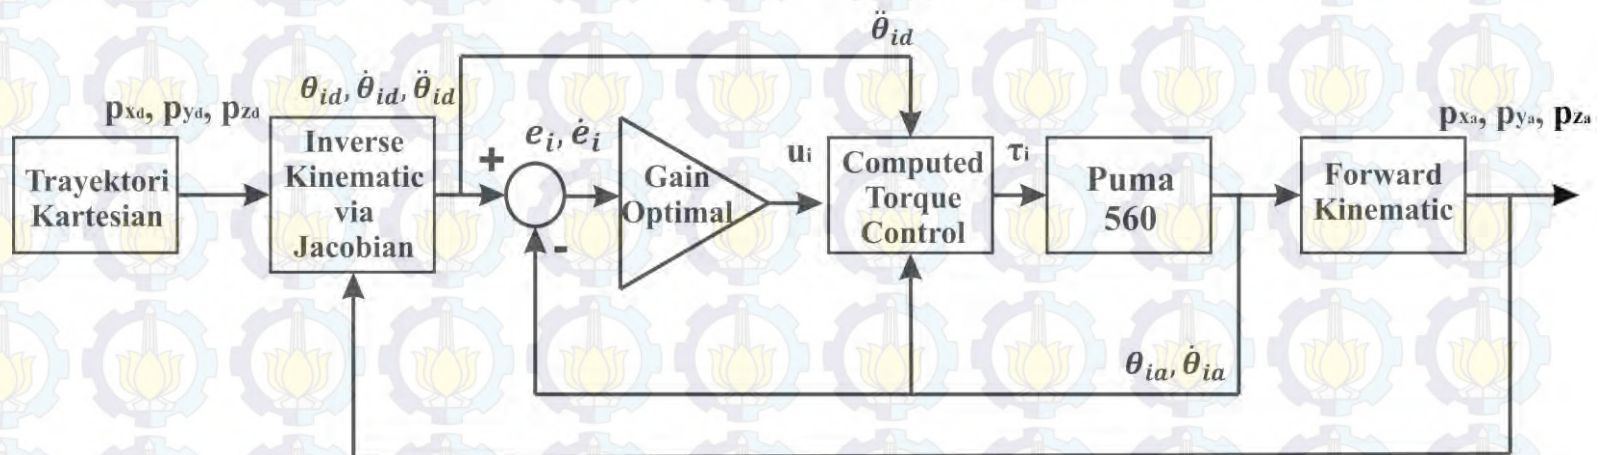 θ̈id
pxd, pyd, pzd
θid, θ̇id, θ̈id
pxa, pya, pza
Trayektori
Kartesian
Inverse
Kinematic
via
Jacobian
+
-
ei, ėi
Gain
Optimal
ui
Computed
Torque
Control
τi
Puma
560
Forward
Kinematic
θia, θ̇ia